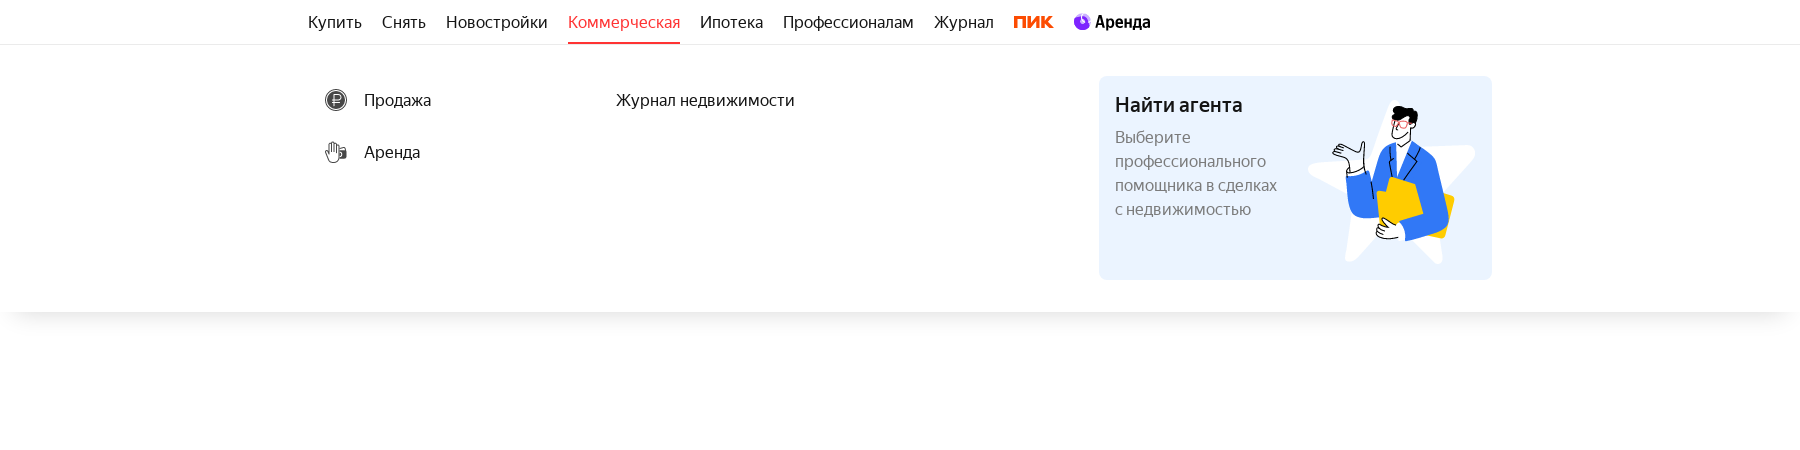 Купить Снять Новостройки Коммерческая Ипотека Профессионалам Журнал ПИК Аренда
Продажа
Аренда
Журнал недвижимости
Найти агента
Выберите
профессионального
помощника в сделках
с недвижимостью